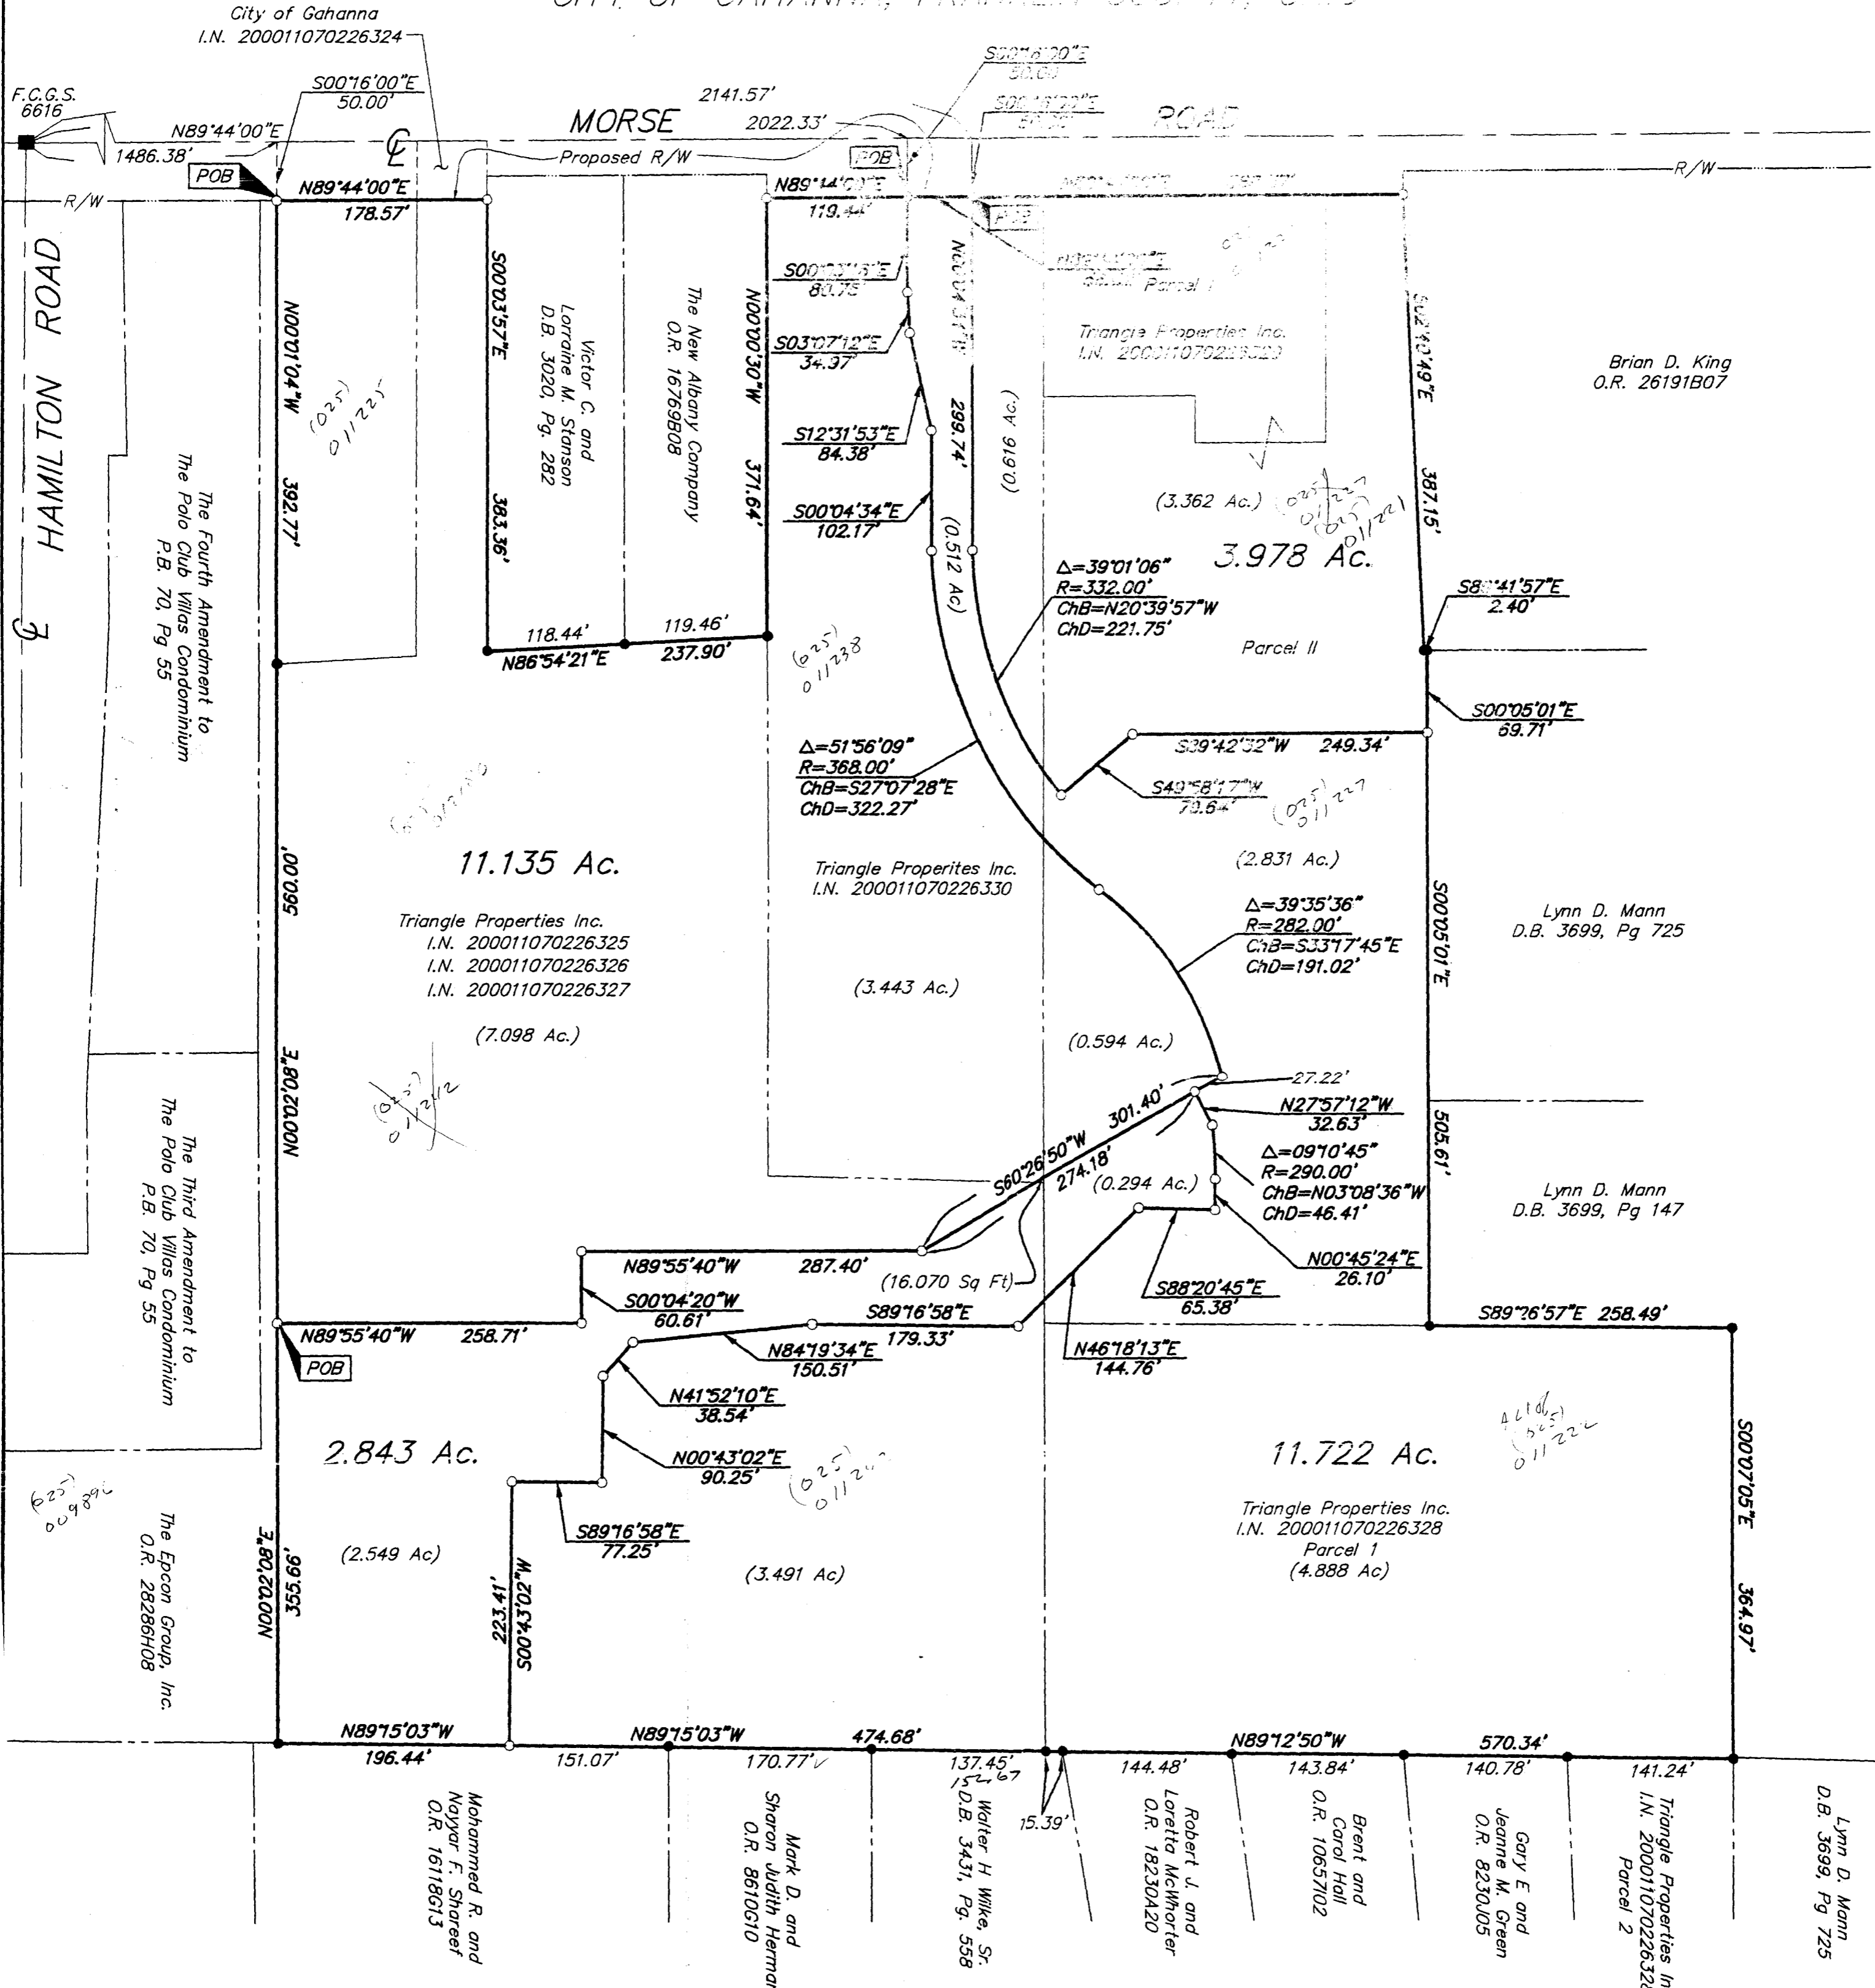 City of Gahanna
I.N. 200011070226324
F.C.G.S.
6616
S00°16'00"E
50.00'
N89°44'00"E
1486.38'
POB
R/W
MORSE
2141.57'
2022.33'
ROAD
Proposed R/W
POB
R/W
N89°44'00"E
178.57'
119.44'
HAMILTON ROAD
N00°01'04"W
392.77'
(025)
011225
S00°03'57"E
383.36'
Victor C. and
Lorraine M. Stanson
D.B. 3020, Pg. 282
The New Albany Company
O.R. 16769B08
N00°00'30"W
371.64'
80.78'
S03°07'12"E
34.97'
S12°31'53"E
84.38'
S00°04'34"E
102.17'
299.74'
(0.512 Ac)
(0.616 Ac.)
Triangle Properties Inc.
Brian D. King
O.R. 26191B07
387.15'
(3.362 Ac.)
3.978 Ac.
Parcel II
Δ=39°01'06"
R=332.00'
ChB=N20°39'57"W
ChD=221.75'
2.40'
S00°05'01"E
69.71'
118.44'
119.46'
N86°54'21"E
237.90'
(025)
011238
The Fourth Amendment to
The Polo Club Villas Condominium
P.B. 70, Pg 55
Δ=51°56'09"
R=368.00'
ChB=S27°07'28"E
ChD=322.27'
249.34'
S49°58'17"W
(025)
011227
(2.831 Ac.)
11.135 Ac.
Triangle Properties Inc.
I.N. 200011070226325
I.N. 200011070226326
I.N. 200011070226327
(7.098 Ac.)
560.00'
N00°02'08"E
Triangle Properites Inc.
I.N. 200011070226330
(3.443 Ac.)
Δ=39°35'36"
R=282.00'
ChB=S33°17'45"E
ChD=191.02'
S00°05'01"E
505.61'
Lynn D. Mann
D.B. 3699, Pg 725
(0.594 Ac.)
27.22'
N27°57'12"W
32.63'
301.40'
S60°26'50"W
274.18'
(0.294 Ac.)
Δ=09°10'45"
R=290.00'
ChB=N03°08'36"W
ChD=46.41'
Lynn D. Mann
D.B. 3699, Pg 147
The Third Amendment to
The Polo Club Villas Condominium
P.B. 70, Pg 55
N89°55'40"W 287.40'
(16.070 Sq Ft)
N00°45'24"E
26.10'
S88°20'45"E
65.38'
S00°04'20"W
60.61'
S89°16'58"E
179.33'
N89°55'40"W 258.71'
POB
N84°19'34"E
150.51'
N46°18'13"E
144.76'
258.49'
N41°52'10"E
38.54'
2.843 Ac.
N00°43'02"E
90.25'
11.722 Ac.
S89°16'58"E
77.25'
Triangle Properties Inc.
I.N. 200011070226328
Parcel 1
(4.888 Ac)
S00°07'05"E
364.97'
The Epcon Group, Inc.
O.R. 28286H08
N00°02'08"E
355.66'
(2.549 Ac)
223.41'
S00°43'02"W
(3.491 Ac)
N89°15'03"W
196.44'
N89°15'03"W 474.68'
151.07'
170.77'
137.45'
152.67
15.39'
N89°12'50"W 570.34'
144.48'
143.84'
140.78'
141.24'
Mohammed R. and
Nayyar F. Shareef
O.R. 16118G13
Mark D. and
Sharon Judith Herman
O.R. 8610G10
Walter H Wilke, Sr.
D.B. 3431, Pg. 558
Robert J. and
Loretta McWhorter
O.R. 18230A20
Brent and
Carol Hall
O.R. 10657I02
Gary E and
Jeanne M. Green
O.R. 8230J05
Triangle Properties In
I.N. 20001107022632
Parcel 2
Lynn D. Mann
D.B. 3699, Pg 725